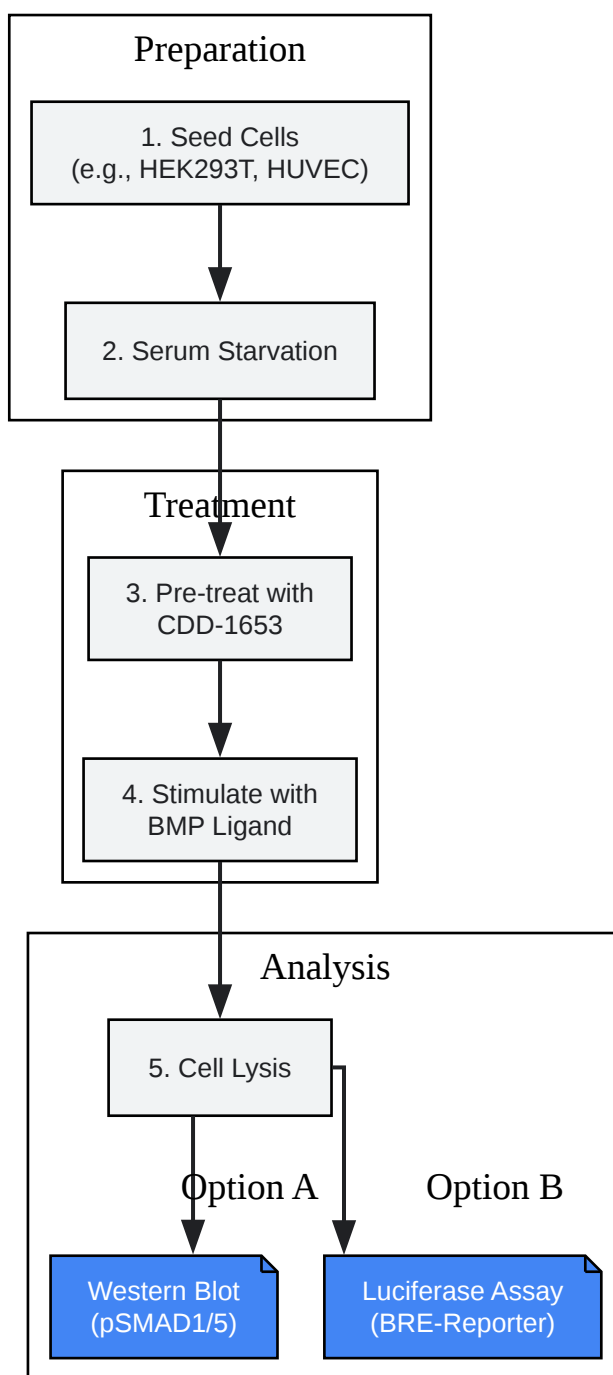 Preparation
1. Seed Cells
(e.g., HEK293T, HUVEC)
2. Serum Starvation
Treatment
3. Pre-treat with
CDD-1653
4. Stimulate with
BMP Ligand
Analysis
5. Cell Lysis
Option A
Option B
Western Blot
(pSMAD1/5)
Luciferase Assay
(BRE-Reporter)